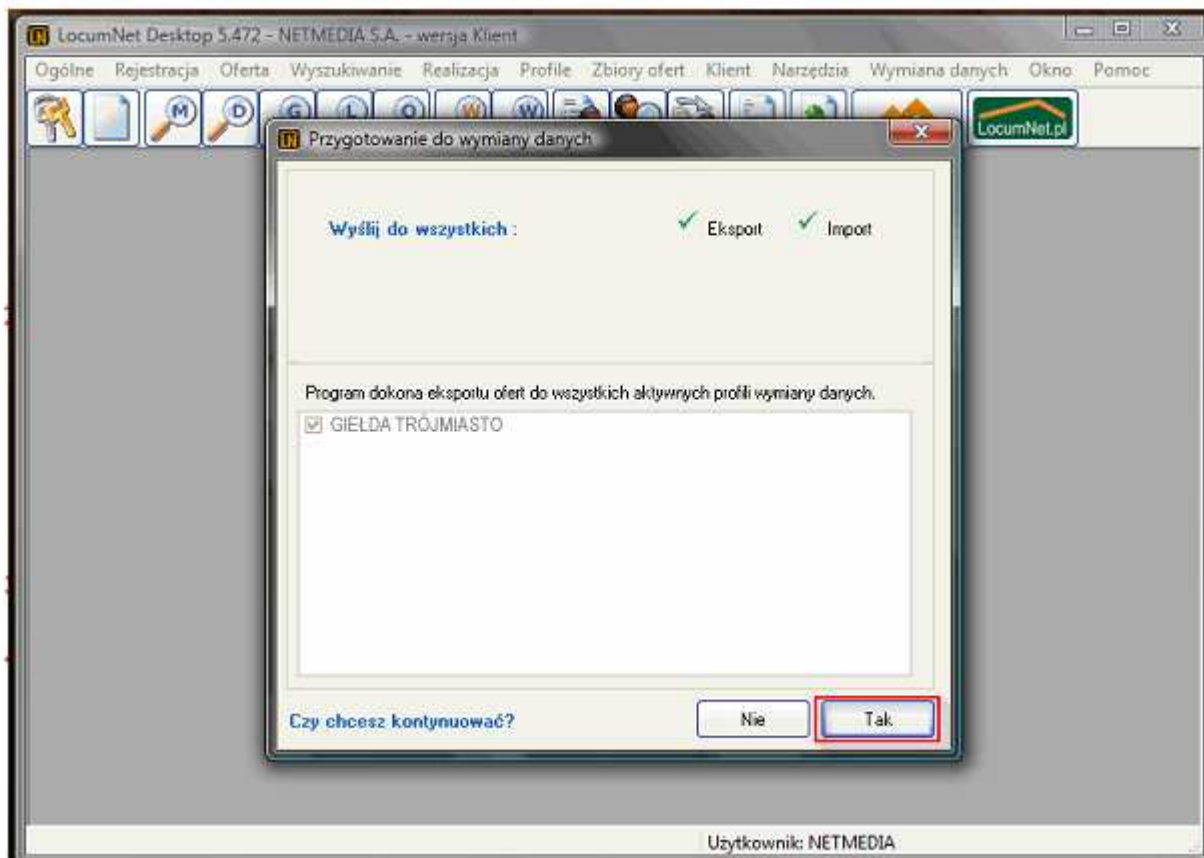 LocumNet Desktop 5.472 - NETMEDIA S.A. - wersja Klient
Ogólne Rejestracja Oferta Wyszukiwanie Realizacja Profile Zbiory ofert Klient Narzędzia Wymiana danych Okno Pomoc
M D G L O W W LocumNet.pl
Przygotowanie do wymiany danych
Wyślij do wszystkich : Eksport Import
Program dokona eksportu ofert do wszystkich aktywnych profili wymiany danych.
GIEŁDA TRÓJMIASTO
Czy chcesz kontynuować? Nie Tak
Użytkownik: NETMEDIA